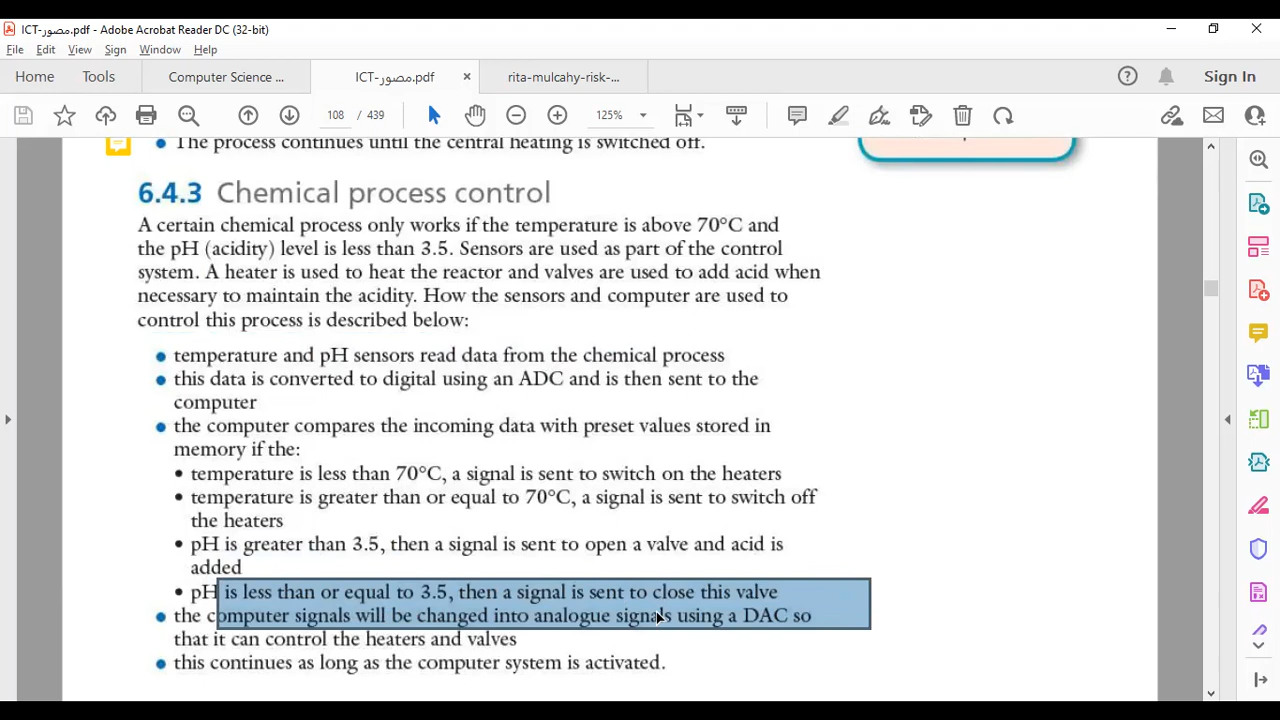 ICT-مصور.pdf - Adobe Acrobat Reader DC (32-bit)
File Edit View Sign Window Help
Home Tools Computer Science ... ICT-مصور.pdf × rita-mulcahy-risk-... Sign In
108 / 439 125%
• The process continues until the central heating is switched off.
6.4.3 Chemical process control
A certain chemical process only works if the temperature is above 70°C and
the pH (acidity) level is less than 3.5. Sensors are used as part of the control
system. A heater is used to heat the reactor and valves are used to add acid when
necessary to maintain the acidity. How the sensors and computer are used to
control this process is described below:
• temperature and pH sensors read data from the chemical process
• this data is converted to digital using an ADC and is then sent to the
computer
• the computer compares the incoming data with preset values stored in
memory if the:
• temperature is less than 70°C, a signal is sent to switch on the heaters
• temperature is greater than or equal to 70°C, a signal is sent to switch off
the heaters
• pH is greater than 3.5, then a signal is sent to open a valve and acid is
added
• pH is less than or equal to 3.5, then a signal is sent to close this valve
• the computer signals will be changed into analogue signals using a DAC so
that it can control the heaters and valves
• this continues as long as the computer system is activated.